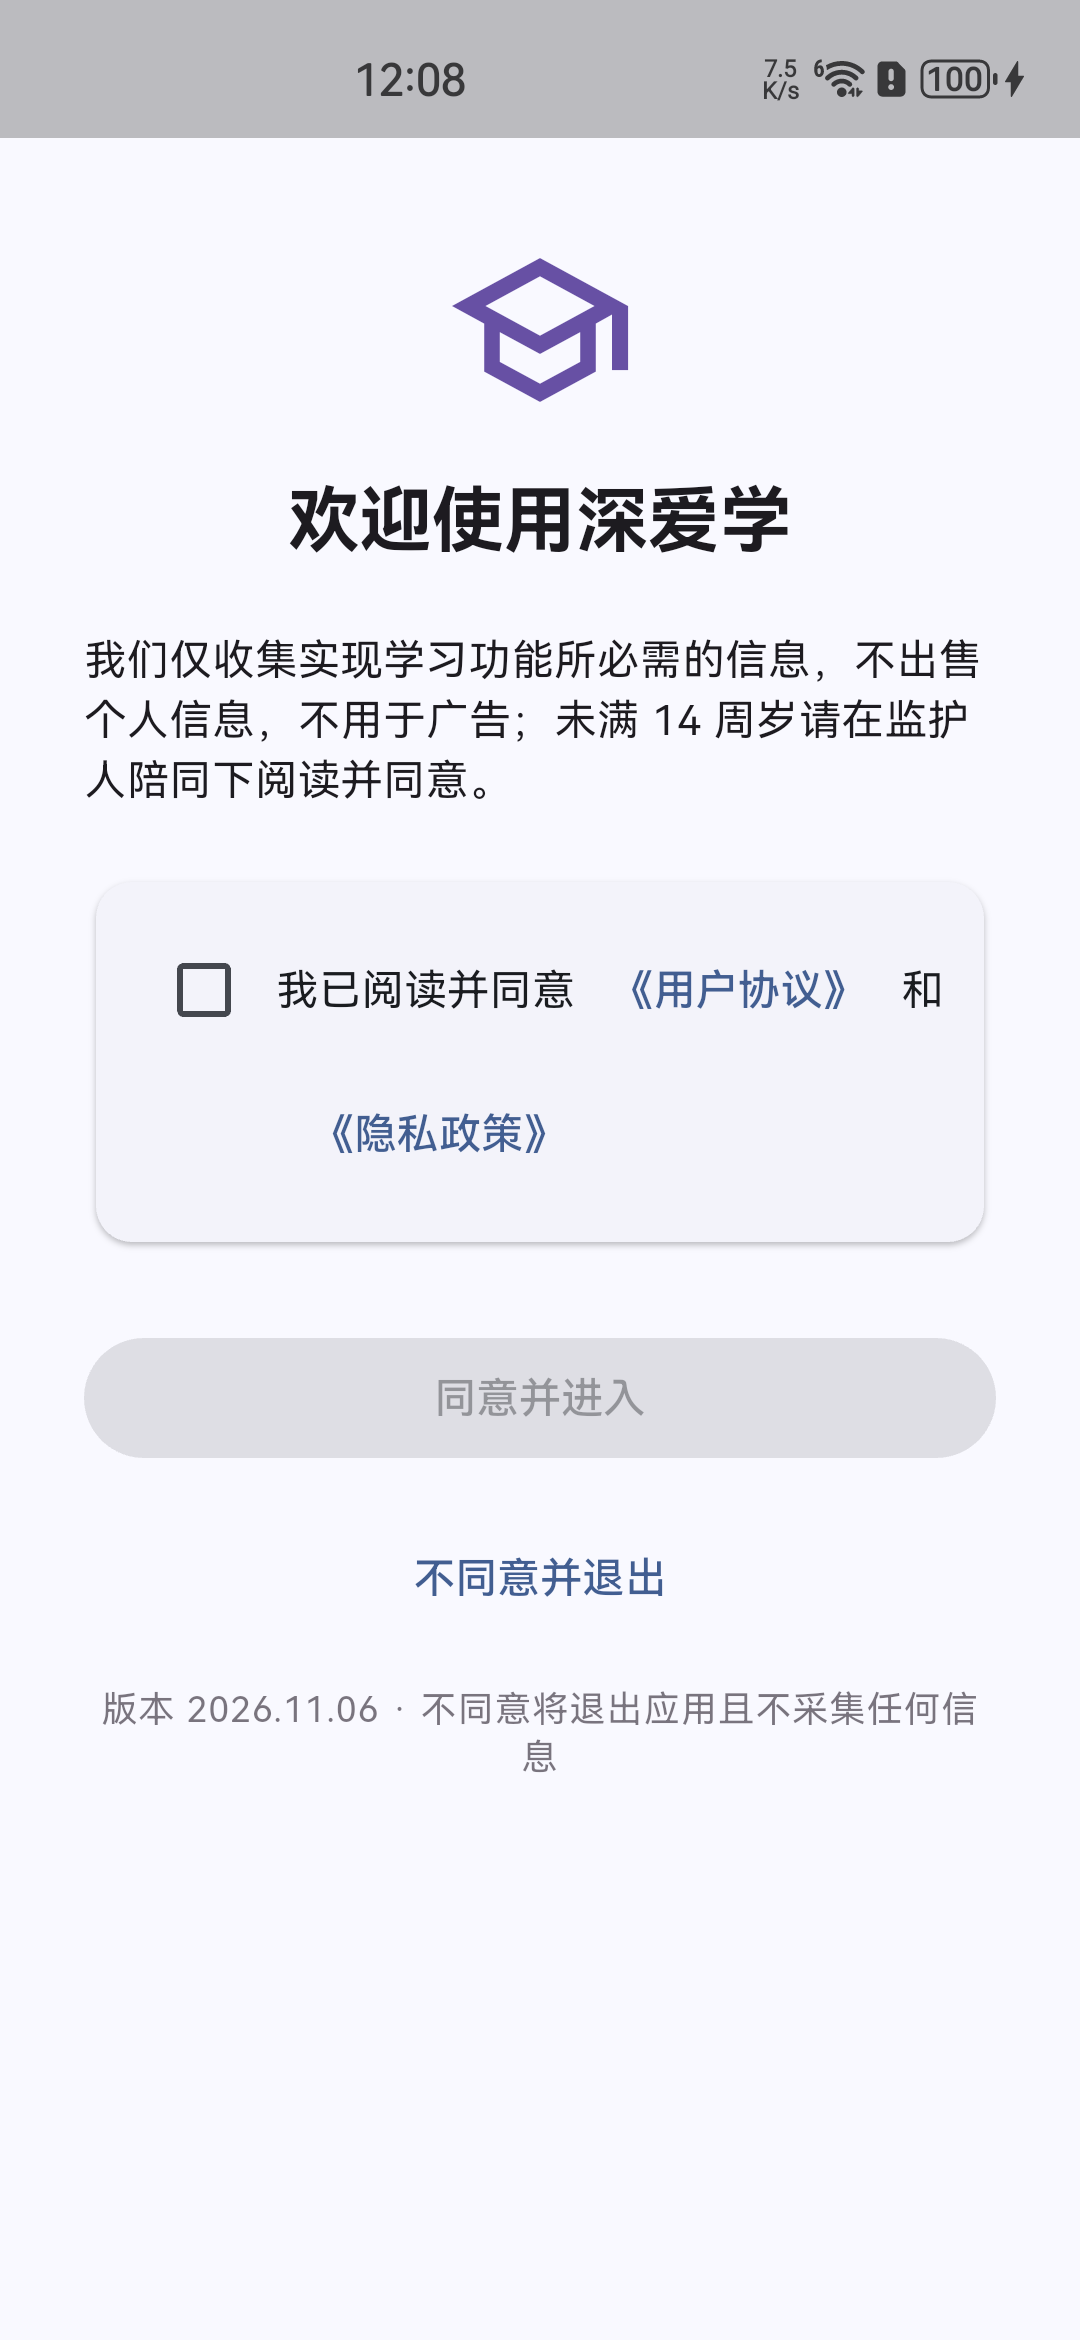 12:08
7.5
K/s
6
100
欢迎使用深爱学
我们仅收集实现学习功能所必需的信息，不出售
个人信息，不用于广告；未满 14 周岁请在监护
人陪同下阅读并同意。
我已阅读并同意 《用户协议》 和
《隐私政策》
同意并进入
不同意并退出
版本 2026.11.06 · 不同意将退出应用且不采集任何信
息